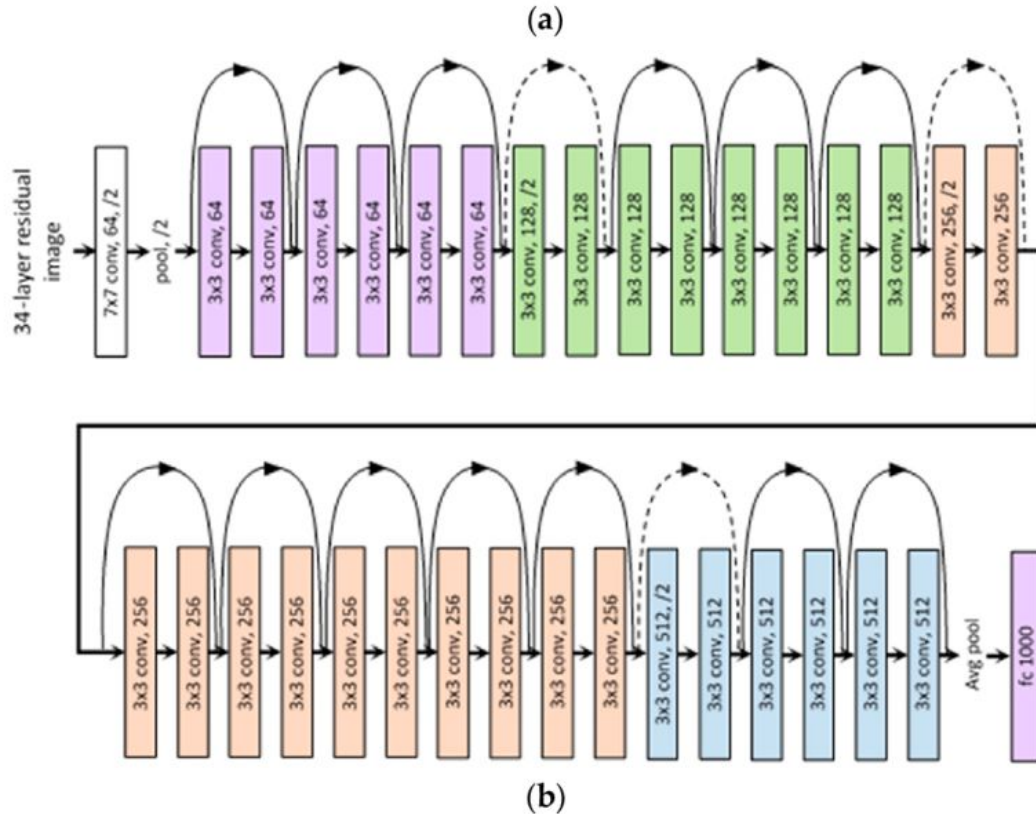 (a)
34-layer residual
image
7x7 conv, 64, /2
pool, /2
3x3 conv, 64
3x3 conv, 64
3x3 conv, 64
3x3 conv, 64
3x3 conv, 64
3x3 conv, 64
3x3 conv, 128, /2
3x3 conv, 128
3x3 conv, 128
3x3 conv, 128
3x3 conv, 128
3x3 conv, 128
3x3 conv, 128
3x3 conv, 128
3x3 conv, 256, /2
3x3 conv, 256
3x3 conv, 256
3x3 conv, 256
3x3 conv, 256
3x3 conv, 256
3x3 conv, 256
3x3 conv, 256
3x3 conv, 256
3x3 conv, 256
3x3 conv, 256
3x3 conv, 256
3x3 conv, 512, /2
3x3 conv, 512
3x3 conv, 512
3x3 conv, 512
3x3 conv, 512
3x3 conv, 512
Avg pool
fc 1000
(b)